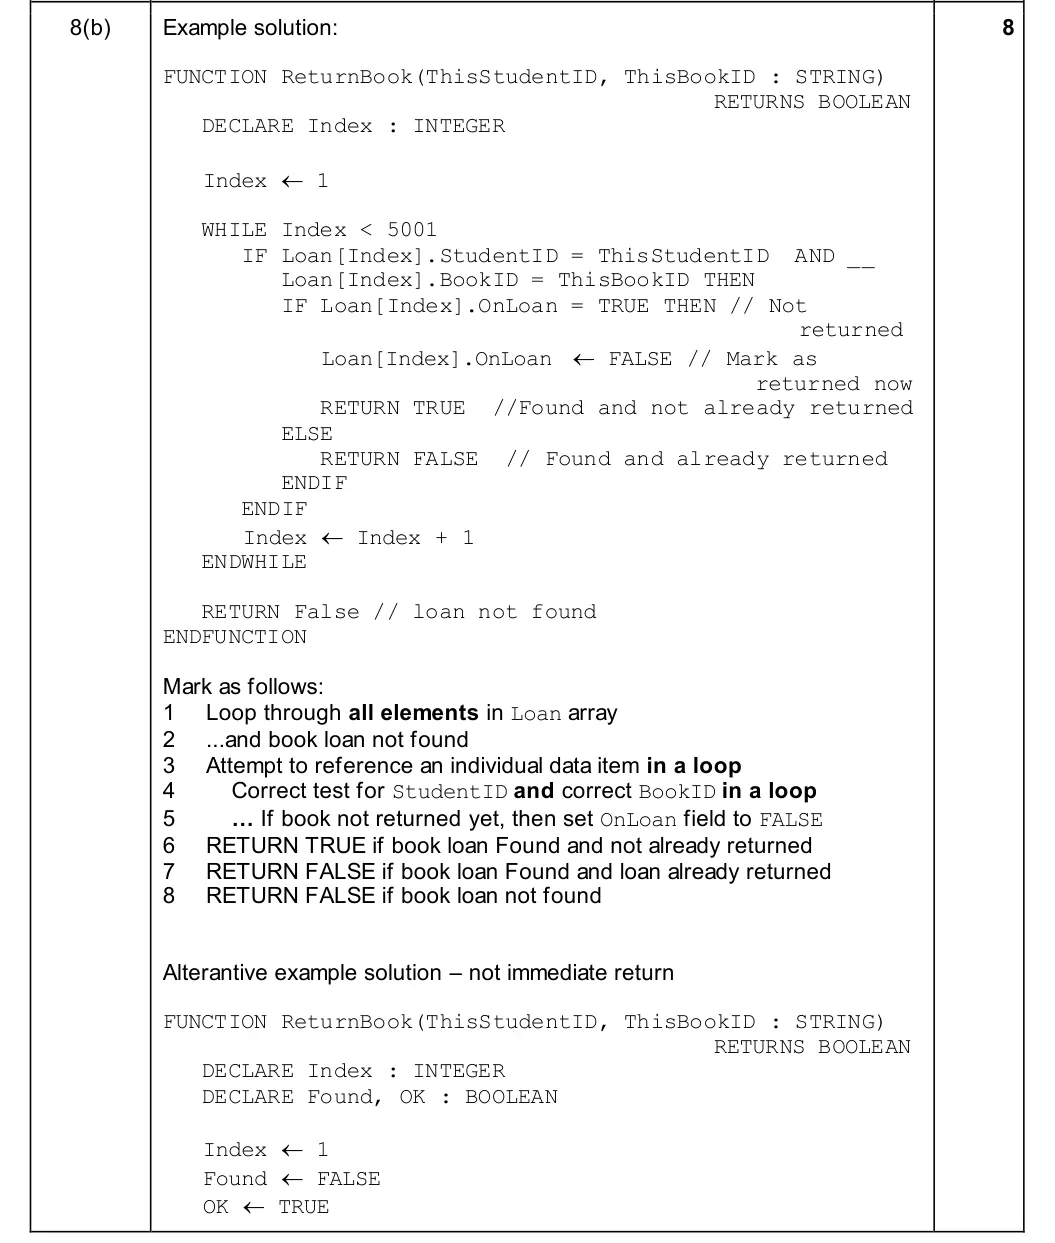 8(b)
Example solution:
8
FUNCTION ReturnBook(ThisStudentID, ThisBookID : STRING)
RETURNS BOOLEAN
DECLARE Index : INTEGER
Index ← 1
WHILE Index < 5001
IF Loan[Index].StudentID = ThisStudentID AND __
Loan[Index].BookID = ThisBookID THEN
IF Loan[Index].OnLoan = TRUE THEN // Not
returned
Loan[Index].OnLoan ← FALSE // Mark as
returned now
RETURN TRUE //Found and not already returned
ELSE
RETURN FALSE // Found and already returned
ENDIF
ENDIF
Index ← Index + 1
ENDWHILE
RETURN False // loan not found
ENDFUNCTION
Mark as follows:
1 Loop through all elements in Loan array
2 ...and book loan not found
3 Attempt to reference an individual data item in a loop
4 Correct test for StudentID and correct BookID in a loop
5 … If book not returned yet, then set OnLoan field to FALSE
6 RETURN TRUE if book loan Found and not already returned
7 RETURN FALSE if book loan Found and loan already returned
8 RETURN FALSE if book loan not found
Alterantive example solution – not immediate return
FUNCTION ReturnBook(ThisStudentID, ThisBookID : STRING)
RETURNS BOOLEAN
DECLARE Index : INTEGER
DECLARE Found, OK : BOOLEAN
Index ← 1
Found ← FALSE
OK ← TRUE